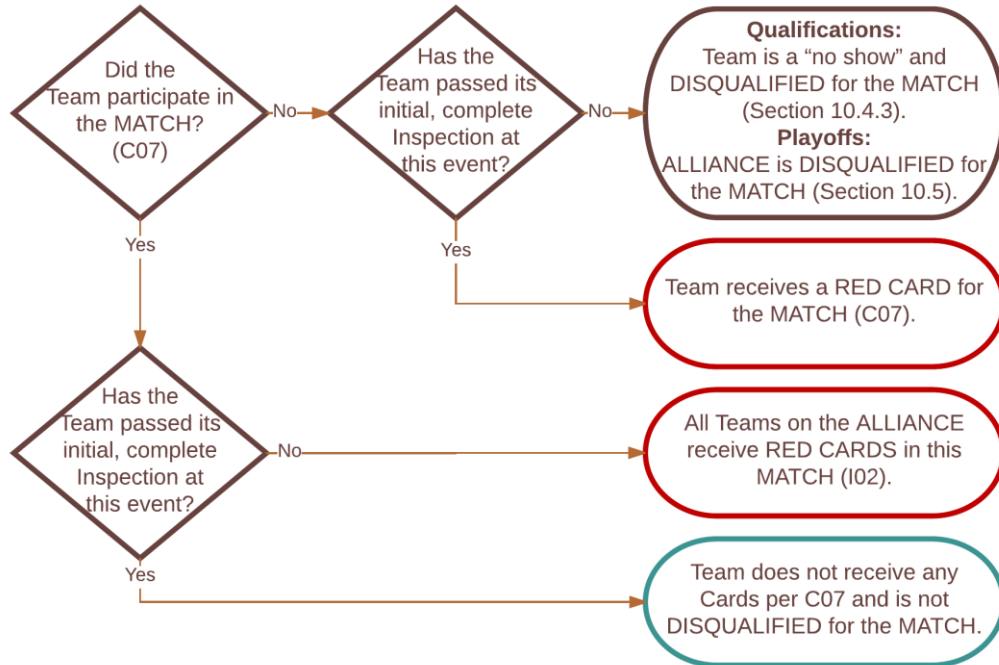 Did the
Team participate in
the MATCH?
(C07)
No
Has the
Team passed its
initial, complete
Inspection at
this event?
No
Qualifications:
Team is a “no show” and
DISQUALIFIED for the MATCH
(Section 10.4.3).
Playoffs:
ALLIANCE is DISQUALIFIED for
the MATCH (Section 10.5).
Yes
Yes
Team receives a RED CARD for
the MATCH (C07).
Has the
Team passed its
initial, complete
Inspection at
this event?
No
All Teams on the ALLIANCE
receive RED CARDS in this
MATCH (I02).
Yes
Team does not receive any
Cards per C07 and is not
DISQUALIFIED for the MATCH.